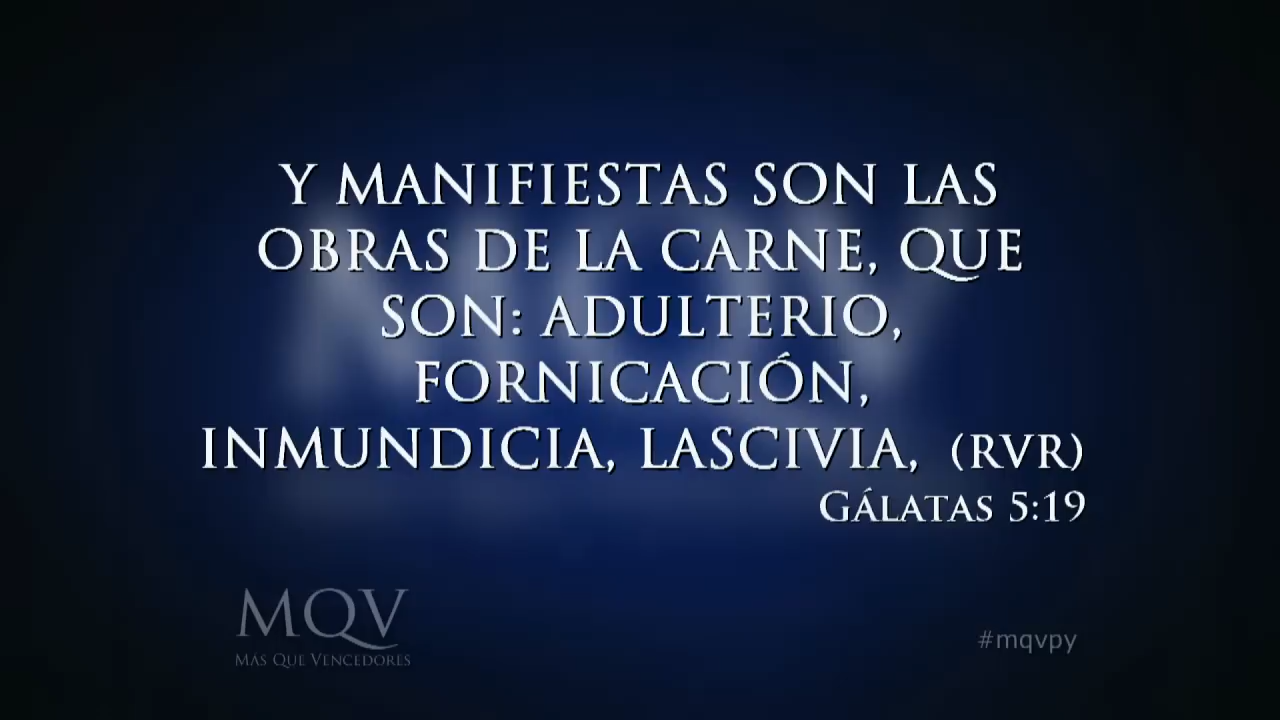 Y MANIFIESTAS SON LAS
OBRAS DE LA CARNE, QUE
SON: ADULTERIO,
FORNICACIÓN,
INMUNDICIA, LASCIVIA, (RVR)
GÁLATAS 5:19
MQV
MÁS QUE VENCEDORES
#mqvpy